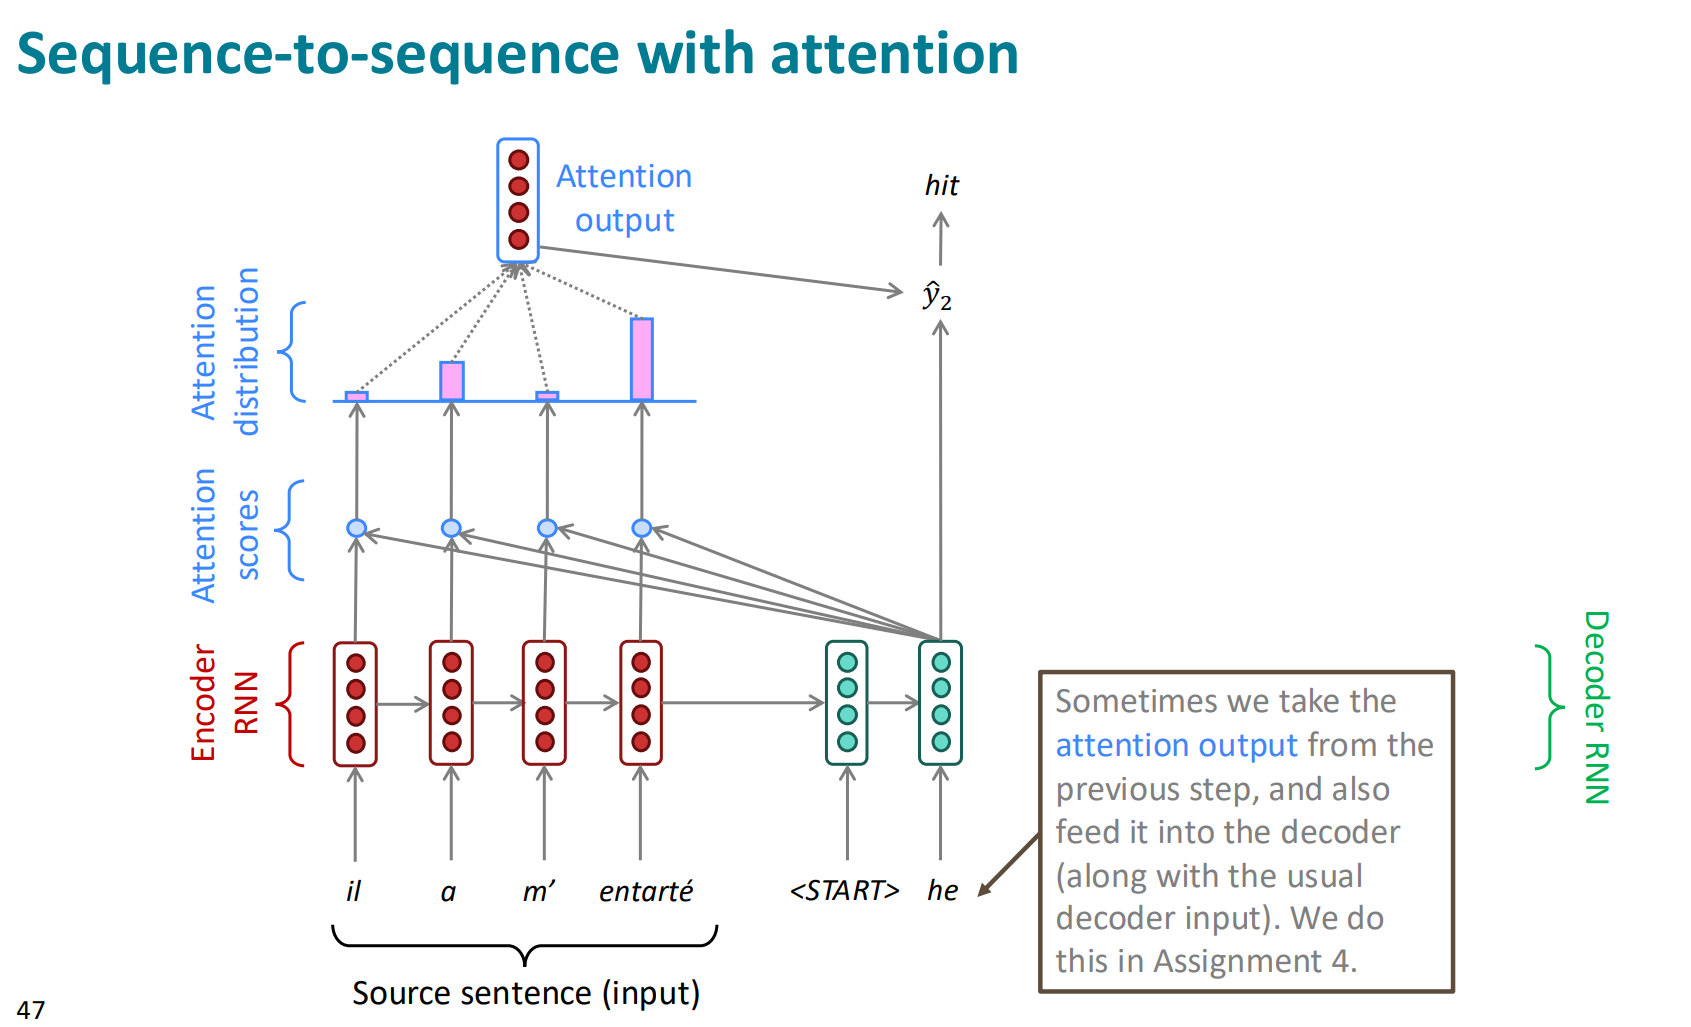 Sequence-to-sequence with attention
Attention
output
hit
ŷ2
Attention
distribution
Attention
scores
Encoder
RNN
Decoder RNN
Sometimes we take the
attention output from the
previous step, and also
feed it into the decoder
(along with the usual
decoder input). We do
this in Assignment 4.
il a m’ entarté <START> he
Source sentence (input)
47